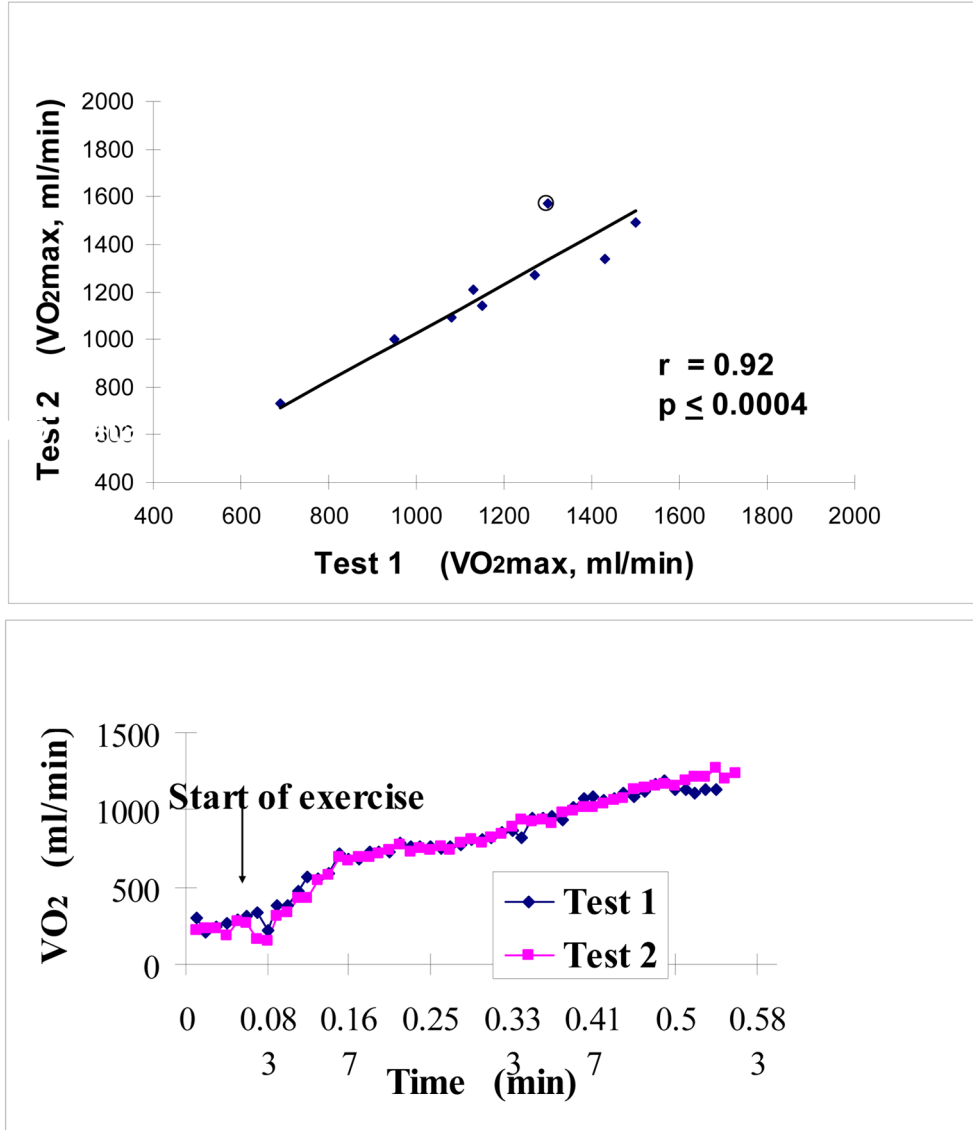 2000
1800
1600
1400
1200
1000
800
600
400
Test 2 (VO2max, ml/min)
r = 0.92
p ≤ 0.0004
400 600 800 1000 1200 1400 1600 1800 2000
Test 1 (VO2max, ml/min)
1500
1000
500
0
VO2 (ml/min)
Start of exercise
Test 1
Test 2
0 0.08 0.16 0.25 0.33 0.41 0.5 0.58
3 7 3 7 3
Time (min)